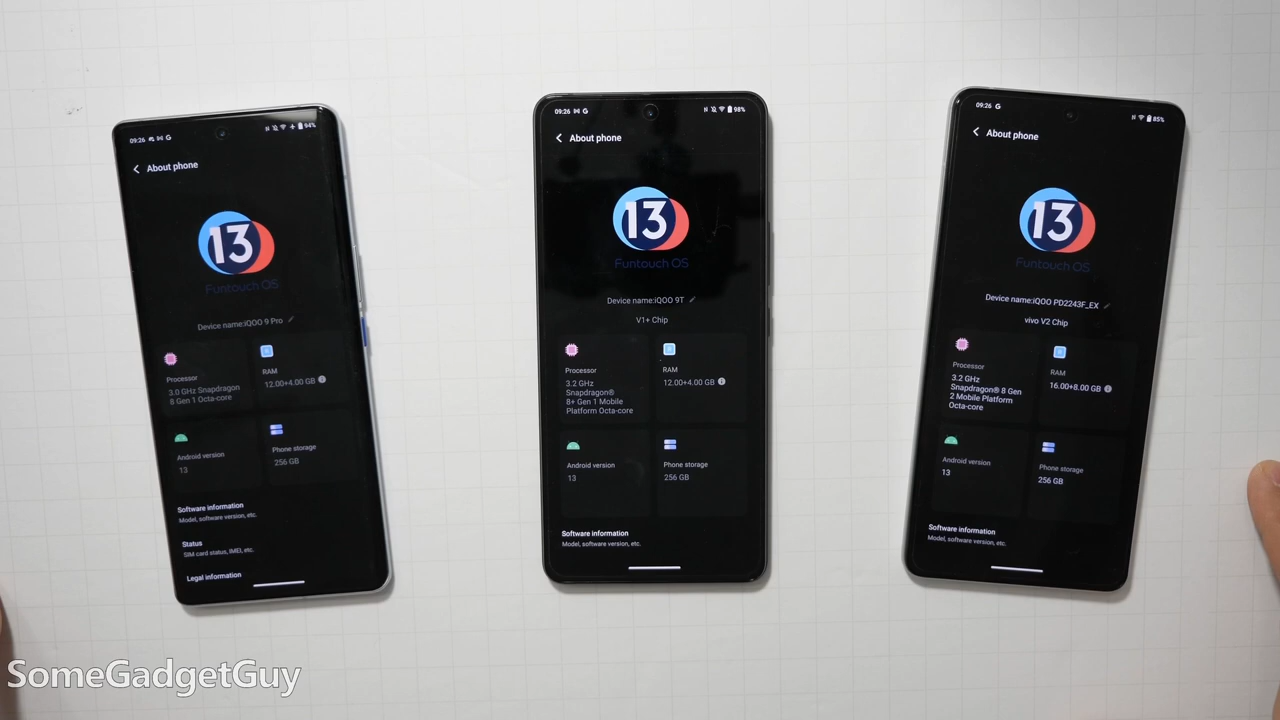 09:26 G
94%
About phone
13
Funtouch OS
Device name:iQOO 9 Pro
Processor
3.0 GHz Snapdragon
8 Gen 1 Octa-core
RAM
12.00+4.00 GB
Android version
13
Phone storage
256 GB
Software information
Model, software version, etc.
Status
SIM card status, IMEI, etc.
Legal information
09:26 G
98%
About phone
13
Funtouch OS
Device name:iQOO 9T
V1+ Chip
Processor
3.2 GHz
Snapdragon®
8+ Gen 1 Mobile
Platform Octa-core
RAM
12.00+4.00 GB
Android version
13
Phone storage
256 GB
Software information
Model, software version, etc.
09:26 G
85%
About phone
13
Funtouch OS
Device name:iQOO PD2243F_EX
vivo V2 Chip
Processor
3.2 GHz
Snapdragon® 8 Gen
2 Mobile Platform
Octa-core
RAM
16.00+8.00 GB
Android version
13
Phone storage
256 GB
Software information
Model, software version, etc.
SomeGadgetGuy